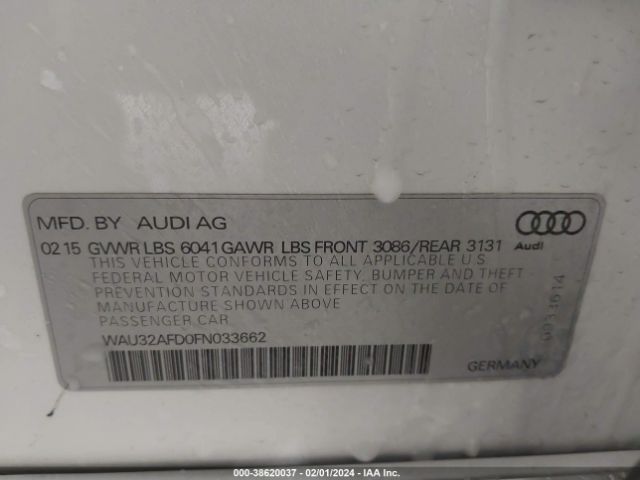 MFD. BY AUDI AG
02 15 GVWR LBS 6041 GAWR LBS FRONT 3086/REAR 3131
Audi
THIS VEHICLE CONFORMS TO ALL APPLICABLE U S
FEDERAL MOTOR VEHICLE SAFETY, BUMPER AND THEFT
PREVENTION STANDARDS IN EFFECT ON THE DATE OF
MANUFACTURE SHOWN ABOVE
PASSENGER CAR
WAU32AFD0FN033662
GERMANY
000-38620037 - 02/01/2024 - IAA Inc.